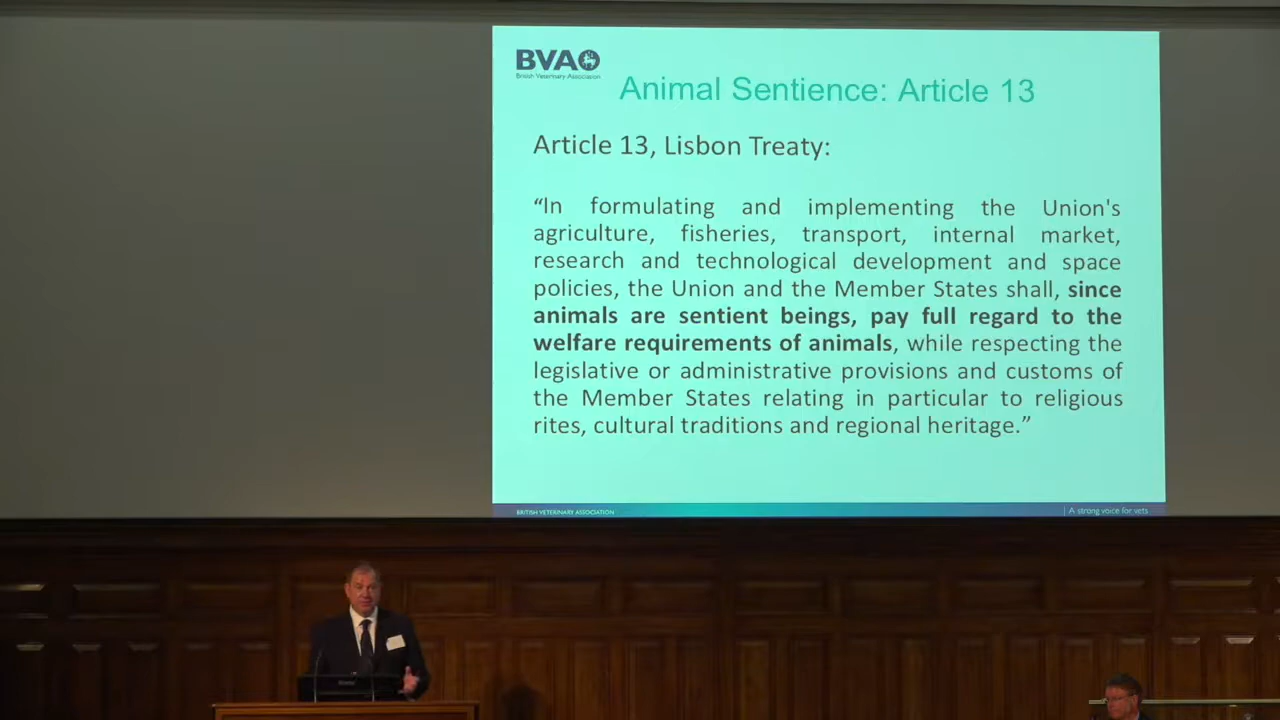 BVA
British Veterinary Association
Animal Sentience: Article 13
Article 13, Lisbon Treaty:
“In formulating and implementing the Union's
agriculture, fisheries, transport, internal market,
research and technological development and space
policies, the Union and the Member States shall, since
animals are sentient beings, pay full regard to the
welfare requirements of animals, while respecting the
legislative or administrative provisions and customs of
the Member States relating in particular to religious
rites, cultural traditions and regional heritage.”
BRITISH VETERINARY ASSOCIATION
A strong voice for vets